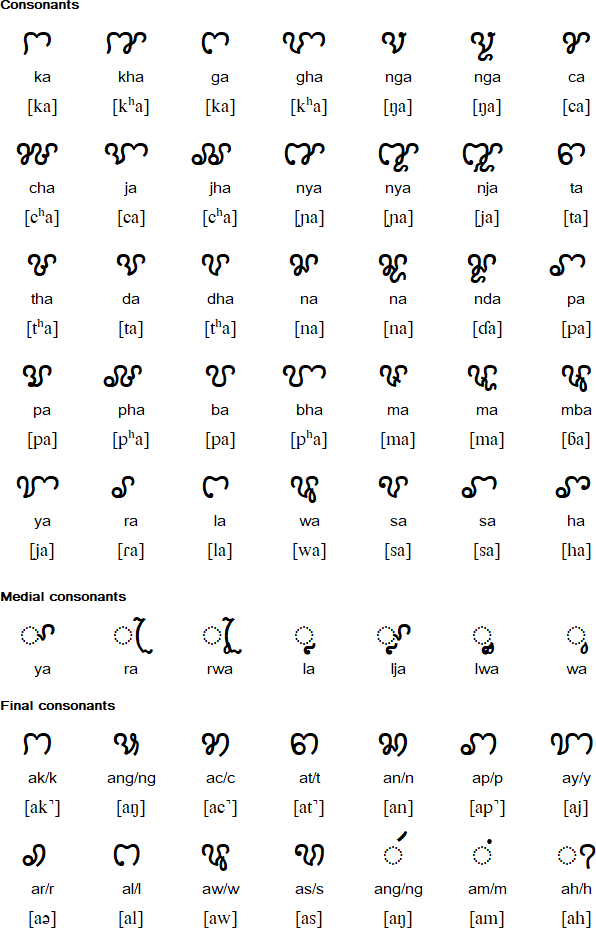 Consonants
ꨆ ꨇ ꨈ ꨉ ꨊ ꨋ ꨌ
ka kha ga gha nga nga ca
[ka] [kʰa] [ka] [kʰa] [ŋa] [ŋa] [ca]
ꨍ ꨎ ꨏ ꨐ ꨑ ꨒ ꨓ
cha ja jha nya nya nja ta
[cʰa] [ca] [cʰa] [ɲa] [ɲa] [ja] [ta]
ꨔ ꨕ ꨖ ꨗ ꨘ ꨙ ꨚ
tha da dha na na nda pa
[tʰa] [ta] [tʰa] [na] [na] [ɗa] [pa]
ꨛ ꨜ ꨝ ꨞ ꨟ ꨠ ꨡ
pa pha ba bha ma ma mba
[pa] [pʰa] [pa] [pʰa] [ma] [ma] [ɓa]
ꨢ ꨣ ꨤ ꨥ ꨦ ꨧ ꨨ
ya ra la wa sa sa ha
[ja] [ɾa] [la] [wa] [sa] [sa] [ha]
Medial consonants
◌ꨳ ◌ꨴ ◌ꨴꨶ ◌ꨵ ◌ꨵꨳ ◌ꨵꨶ ◌ꨶ
ya ra rwa la lja lwa wa
Final consonants
ꩀ ꩂ ꩄ ꩅ ꩆ ꩇ ꩈ
ak/k ang/ng ac/c at/t an/n ap/p ay/y
[ak˺] [aŋ] [ac˺] [at˺] [an] [ap˺] [aj]
ꩉ ꩊ ꨥ ꩋ ◌ꩃ ◌ꩌ ◌ꩍ
ar/r al/l aw/w as/s ang/ng am/m ah/h
[aə] [al] [aw] [as] [aŋ] [am] [ah]